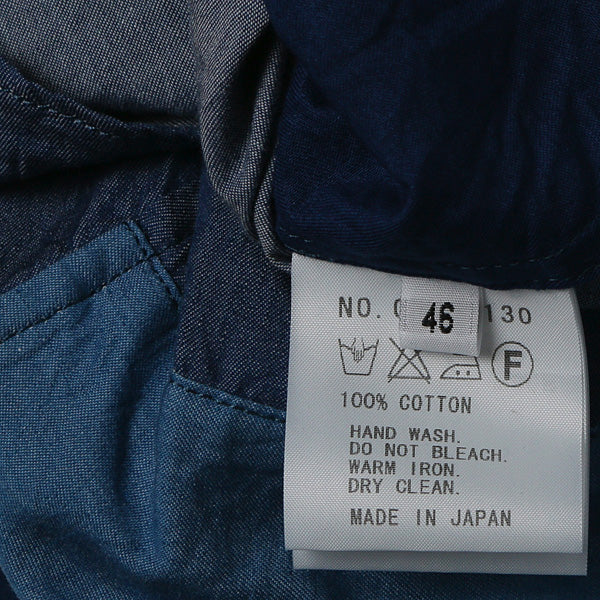 NO. 130
46
F
100% COTTON
HAND WASH.
DO NOT BLEACH.
WARM IRON.
DRY CLEAN.
MADE IN JAPAN